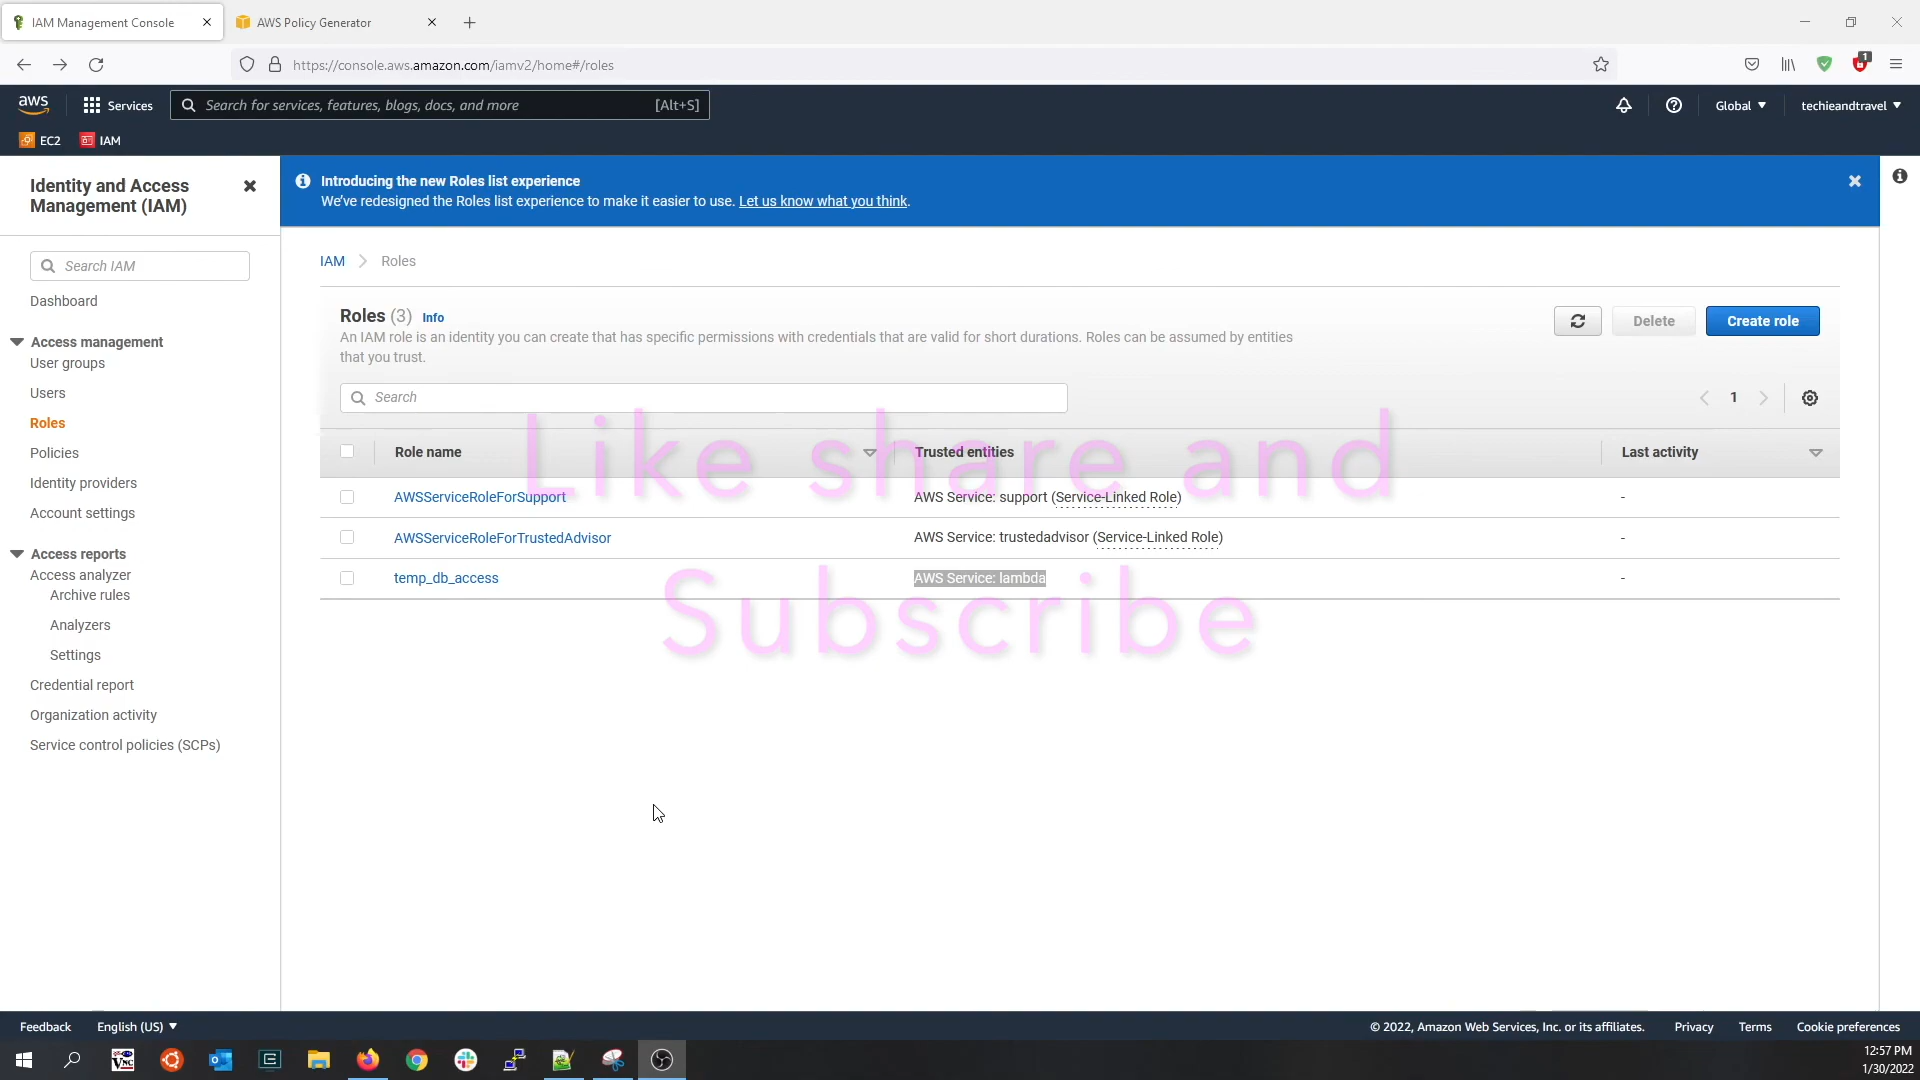 IAM Management Console
AWS Policy Generator
https://console.aws.amazon.com/iamv2/home#/roles
1
aws
Services
Search for services, features, blogs, docs, and more
[Alt+S]
Global
techieandtravel
EC2
IAM
Identity and Access
Management (IAM)
Search IAM
Dashboard
Access management
User groups
Users
Roles
Policies
Identity providers
Account settings
Access reports
Access analyzer
Archive rules
Analyzers
Settings
Credential report
Organization activity
Service control policies (SCPs)
Introducing the new Roles list experience
We've redesigned the Roles list experience to make it easier to use. Let us know what you think.
IAM
Roles
Roles (3) Info
An IAM role is an identity you can create that has specific permissions with credentials that are valid for short durations. Roles can be assumed by entities
that you trust.
Delete
Create role
Search
1
Role name
Trusted entities
Last activity
AWSServiceRoleForSupport
AWS Service: support (Service-Linked Role)
-
AWSServiceRoleForTrustedAdvisor
AWS Service: trustedadvisor (Service-Linked Role)
-
temp_db_access
AWS Service: lambda
-
Like share and
Subscribe
Feedback
English (US)
© 2022, Amazon Web Services, Inc. or its affiliates.
Privacy
Terms
Cookie preferences
12:57 PM
1/30/2022